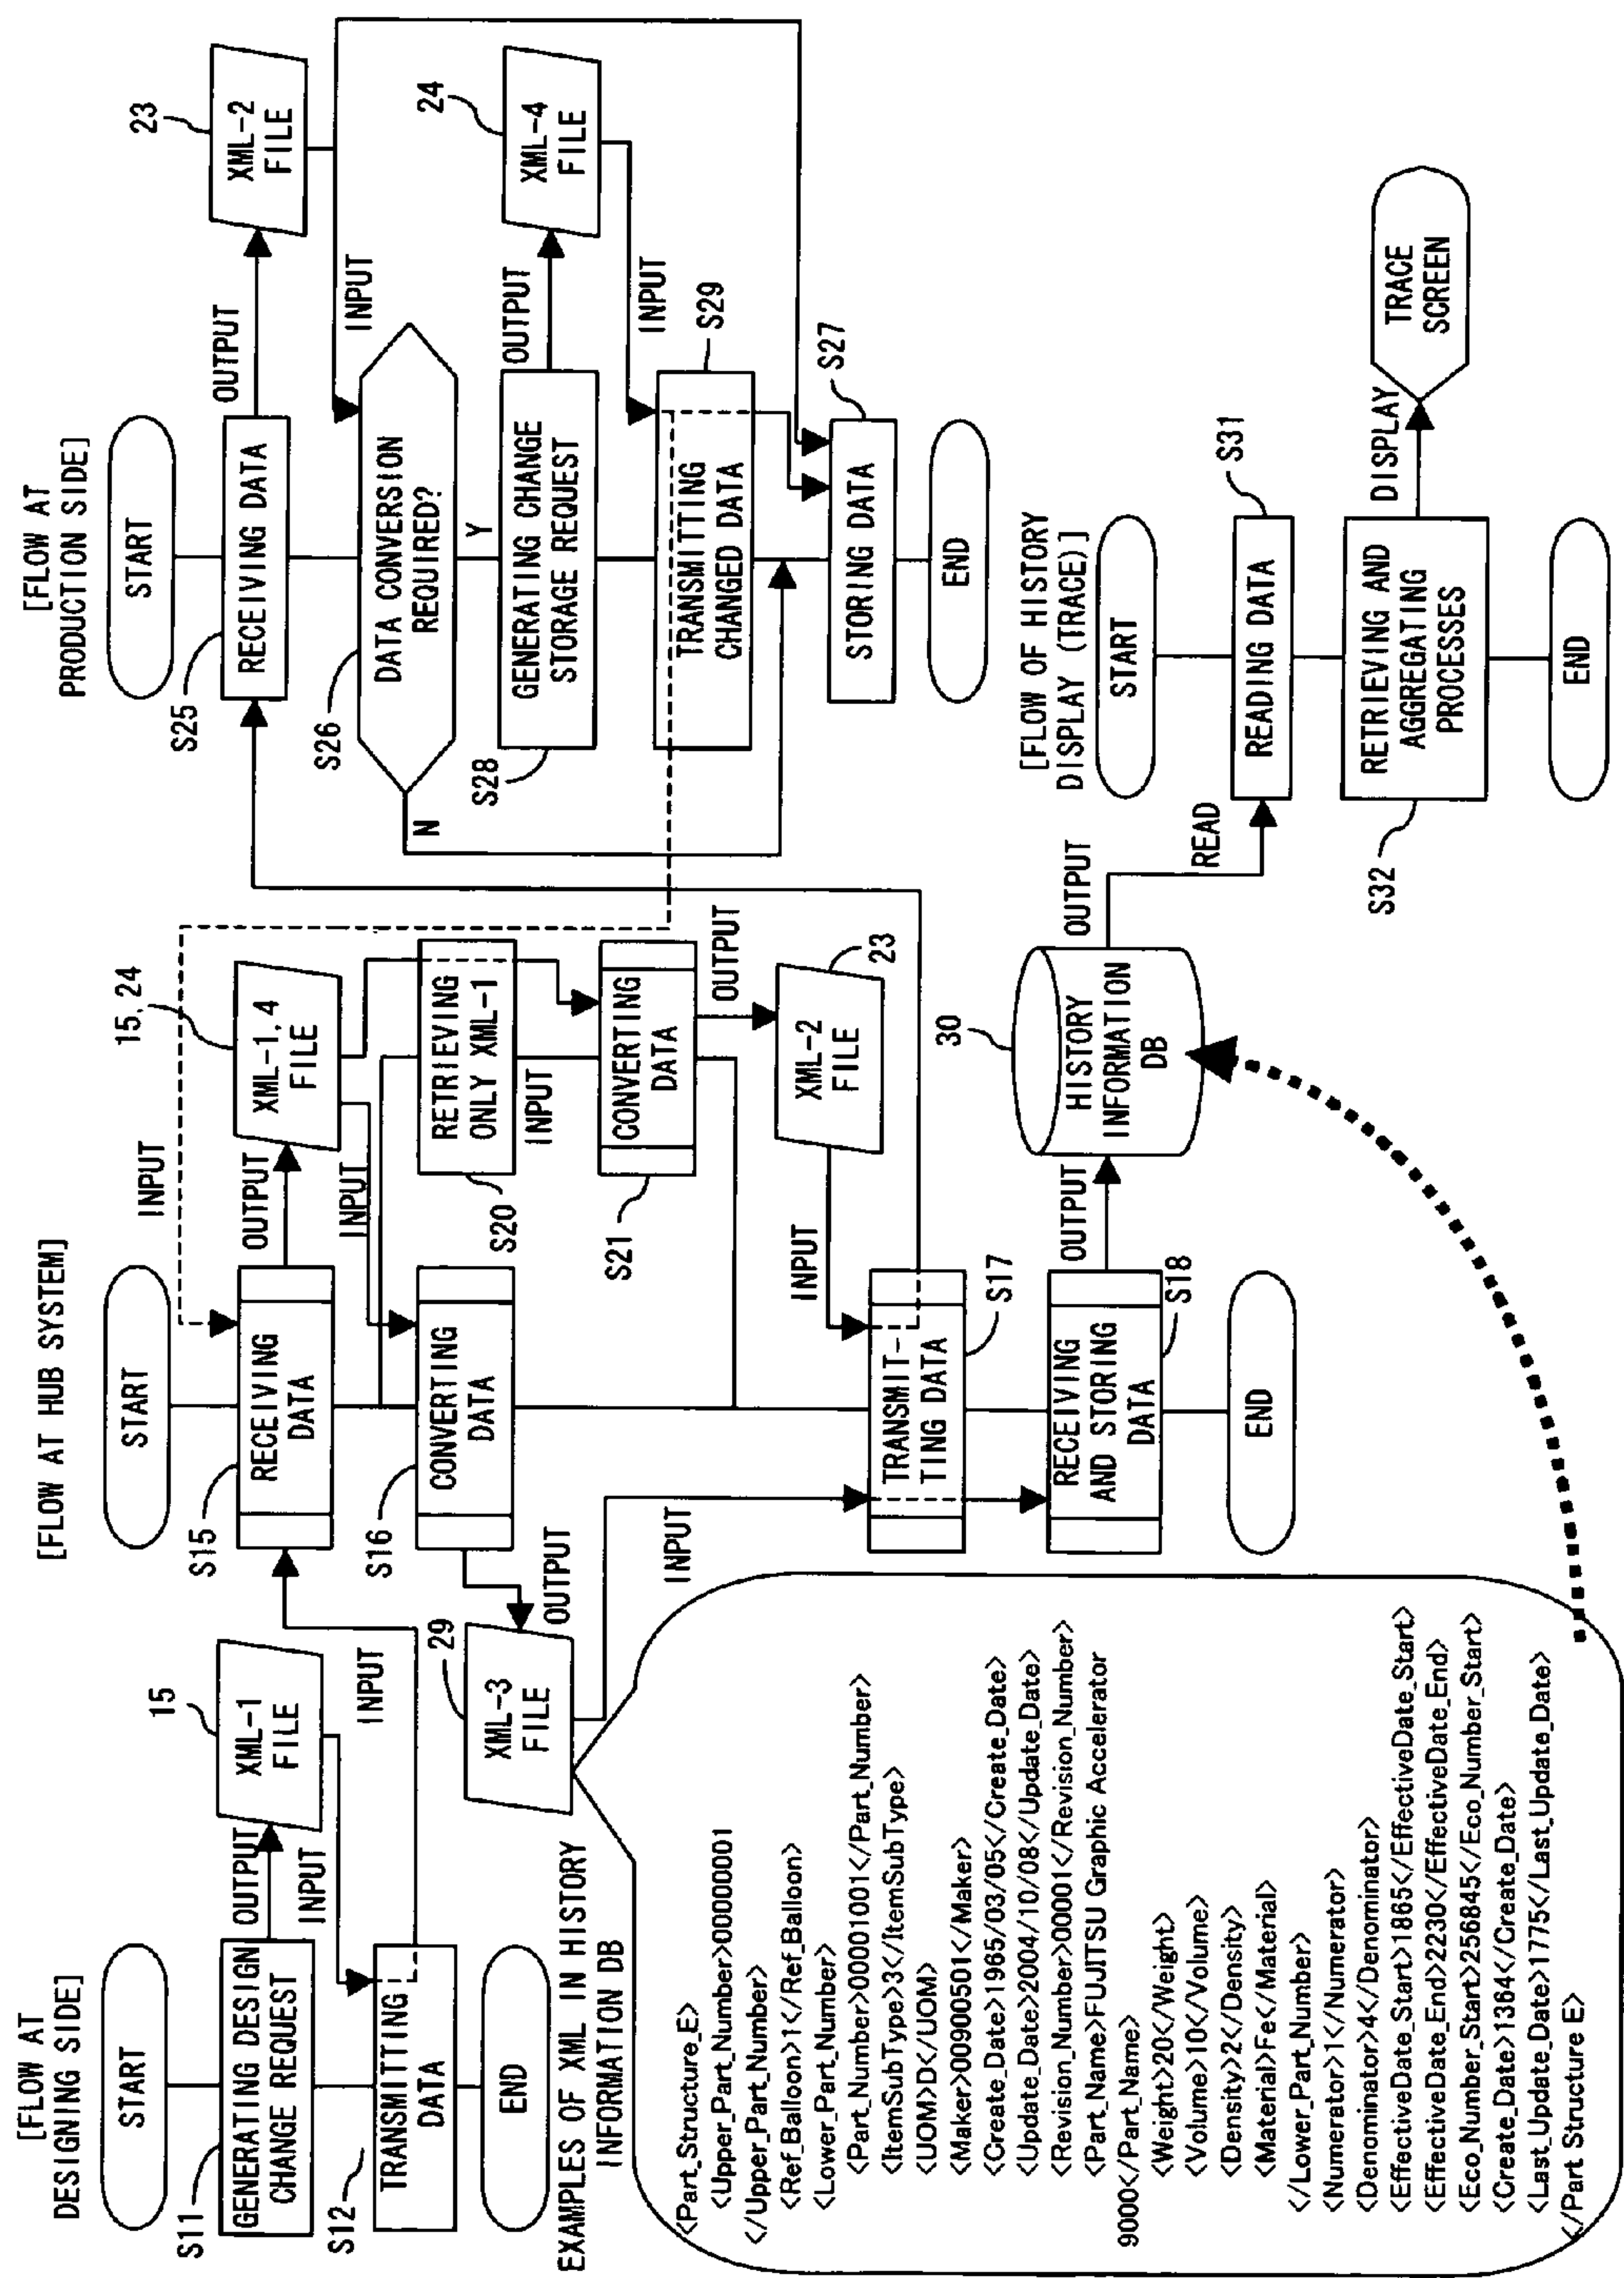 [FLOW AT
DESIGNING SIDE]
START
S11
GENERATING DESIGN
CHANGE REQUEST
OUTPUT
15
XML-1
FILE
INPUT
S12
TRANSMITTING
DATA
INPUT
END
[FLOW AT HUB SYSTEM]
START
INPUT
S15
RECEIVING
DATA
OUTPUT
15, 24
XML-1, 4
FILE
INPUT
S16
CONVERTING
DATA
OUTPUT
29
XML-3
FILE
INPUT
S20
RETRIEVING
ONLY XML-1
INPUT
S21
CONVERTING
DATA
OUTPUT
23
XML-2
FILE
INPUT
TRANSMIT-
TING DATA
S17
RECEIVING
AND STORING
DATA
S18
OUTPUT
30
HISTORY
INFORMATION
DB
OUTPUT
END
[FLOW AT
PRODUCTION SIDE]
START
S25
RECEIVING DATA
OUTPUT
23
XML-2
FILE
INPUT
S26
DATA CONVERSION
REQUIRED?
N
Y
S28
GENERATING CHANGE
STORAGE REQUEST
OUTPUT
24
XML-4
FILE
INPUT
TRANSMITTING
CHANGED DATA
S29
STORING DATA
S27
END
[FLOW OF HISTORY
DISPLAY (TRACE)]
START
READ
READING DATA
S31
S32
RETRIEVING AND
AGGREGATING
PROCESSES
DISPLAY
TRACE
SCREEN
END
EXAMPLES OF XML IN HISTORY
INFORMATION DB
<Part_Structure_E>
<Upper_Part_Number>00000001
</Upper_Part_Number>
<Ref_Balloon>1</Ref_Balloon>
<Lower_Part_Number>
<Part_Number>00001001</Part_Number>
<ItemSubType>3</ItemSubType>
<UOM>D</UOM>
<Maker>00900501</Maker>
<Create_Date>1965/03/05</Create_Date>
<Update_Date>2004/10/08</Update_Date>
<Revision_Number>00001</Revision_Number>
<Part_Name>FUJITSU Graphic Accelerator
9000</Part_Name>
<Weight>20</Weight>
<Volume>10</Volume>
<Density>2</Density>
<Material>Fe</Material>
</Lower_Part_Number>
<Numerator>1</Numerator>
<Denominator>4</Denominator>
<EffectiveDate_Start>1865</EffectiveDate_Start>
<EffectiveDate_End>2230</EffectiveDate_End>
<Eco_Number_Start>256845</Eco_Number_Start>
<Create_Date>1364</Create_Date>
<Last_Update_Date>1775</Last_Update_Date>
</Part Structure E>